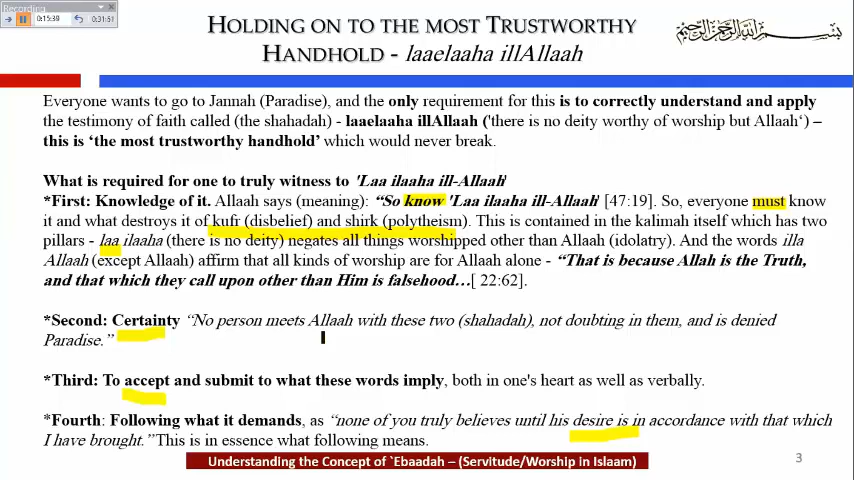 Recording
0:15:39
0:31:51
HOLDING ON TO THE MOST TRUSTWORTHY
HANDHOLD - laaelaaha illAllaah
بسم الله الرحمن الرحيم
Everyone wants to go to Jannah (Paradise), and the only requirement for this is to correctly understand and apply
the testimony of faith called (the shahadah) - laaelaaha illAllaah ('there is no deity worthy of worship but Allaah‘) –
this is ‘the most trustworthy handhold’ which would never break.
What is required for one to truly witness to 'Laa ilaaha ill-Allaah'
*First: Knowledge of it. Allaah says (meaning): “So know 'Laa ilaaha ill-Allaah' [47:19]. So, everyone must know
it and what destroys it of kufr (disbelief) and shirk (polytheism). This is contained in the kalimah itself which has two
pillars - laa ilaaha (there is no deity) negates all things worshipped other than Allaah (idolatry). And the words illa
Allaah (except Allaah) affirm that all kinds of worship are for Allaah alone - “That is because Allah is the Truth,
and that which they call upon other than Him is falsehood…[ 22:62].
*Second: Certainty “No person meets Allaah with these two (shahadah), not doubting in them, and is denied
Paradise.”
*Third: To accept and submit to what these words imply, both in one's heart as well as verbally.
*Fourth: Following what it demands, as “none of you truly believes until his desire is in accordance with that which
I have brought.”This is in essence what following means.
Understanding the Concept of `Ebaadah – (Servitude/Worship in Islaam)
3